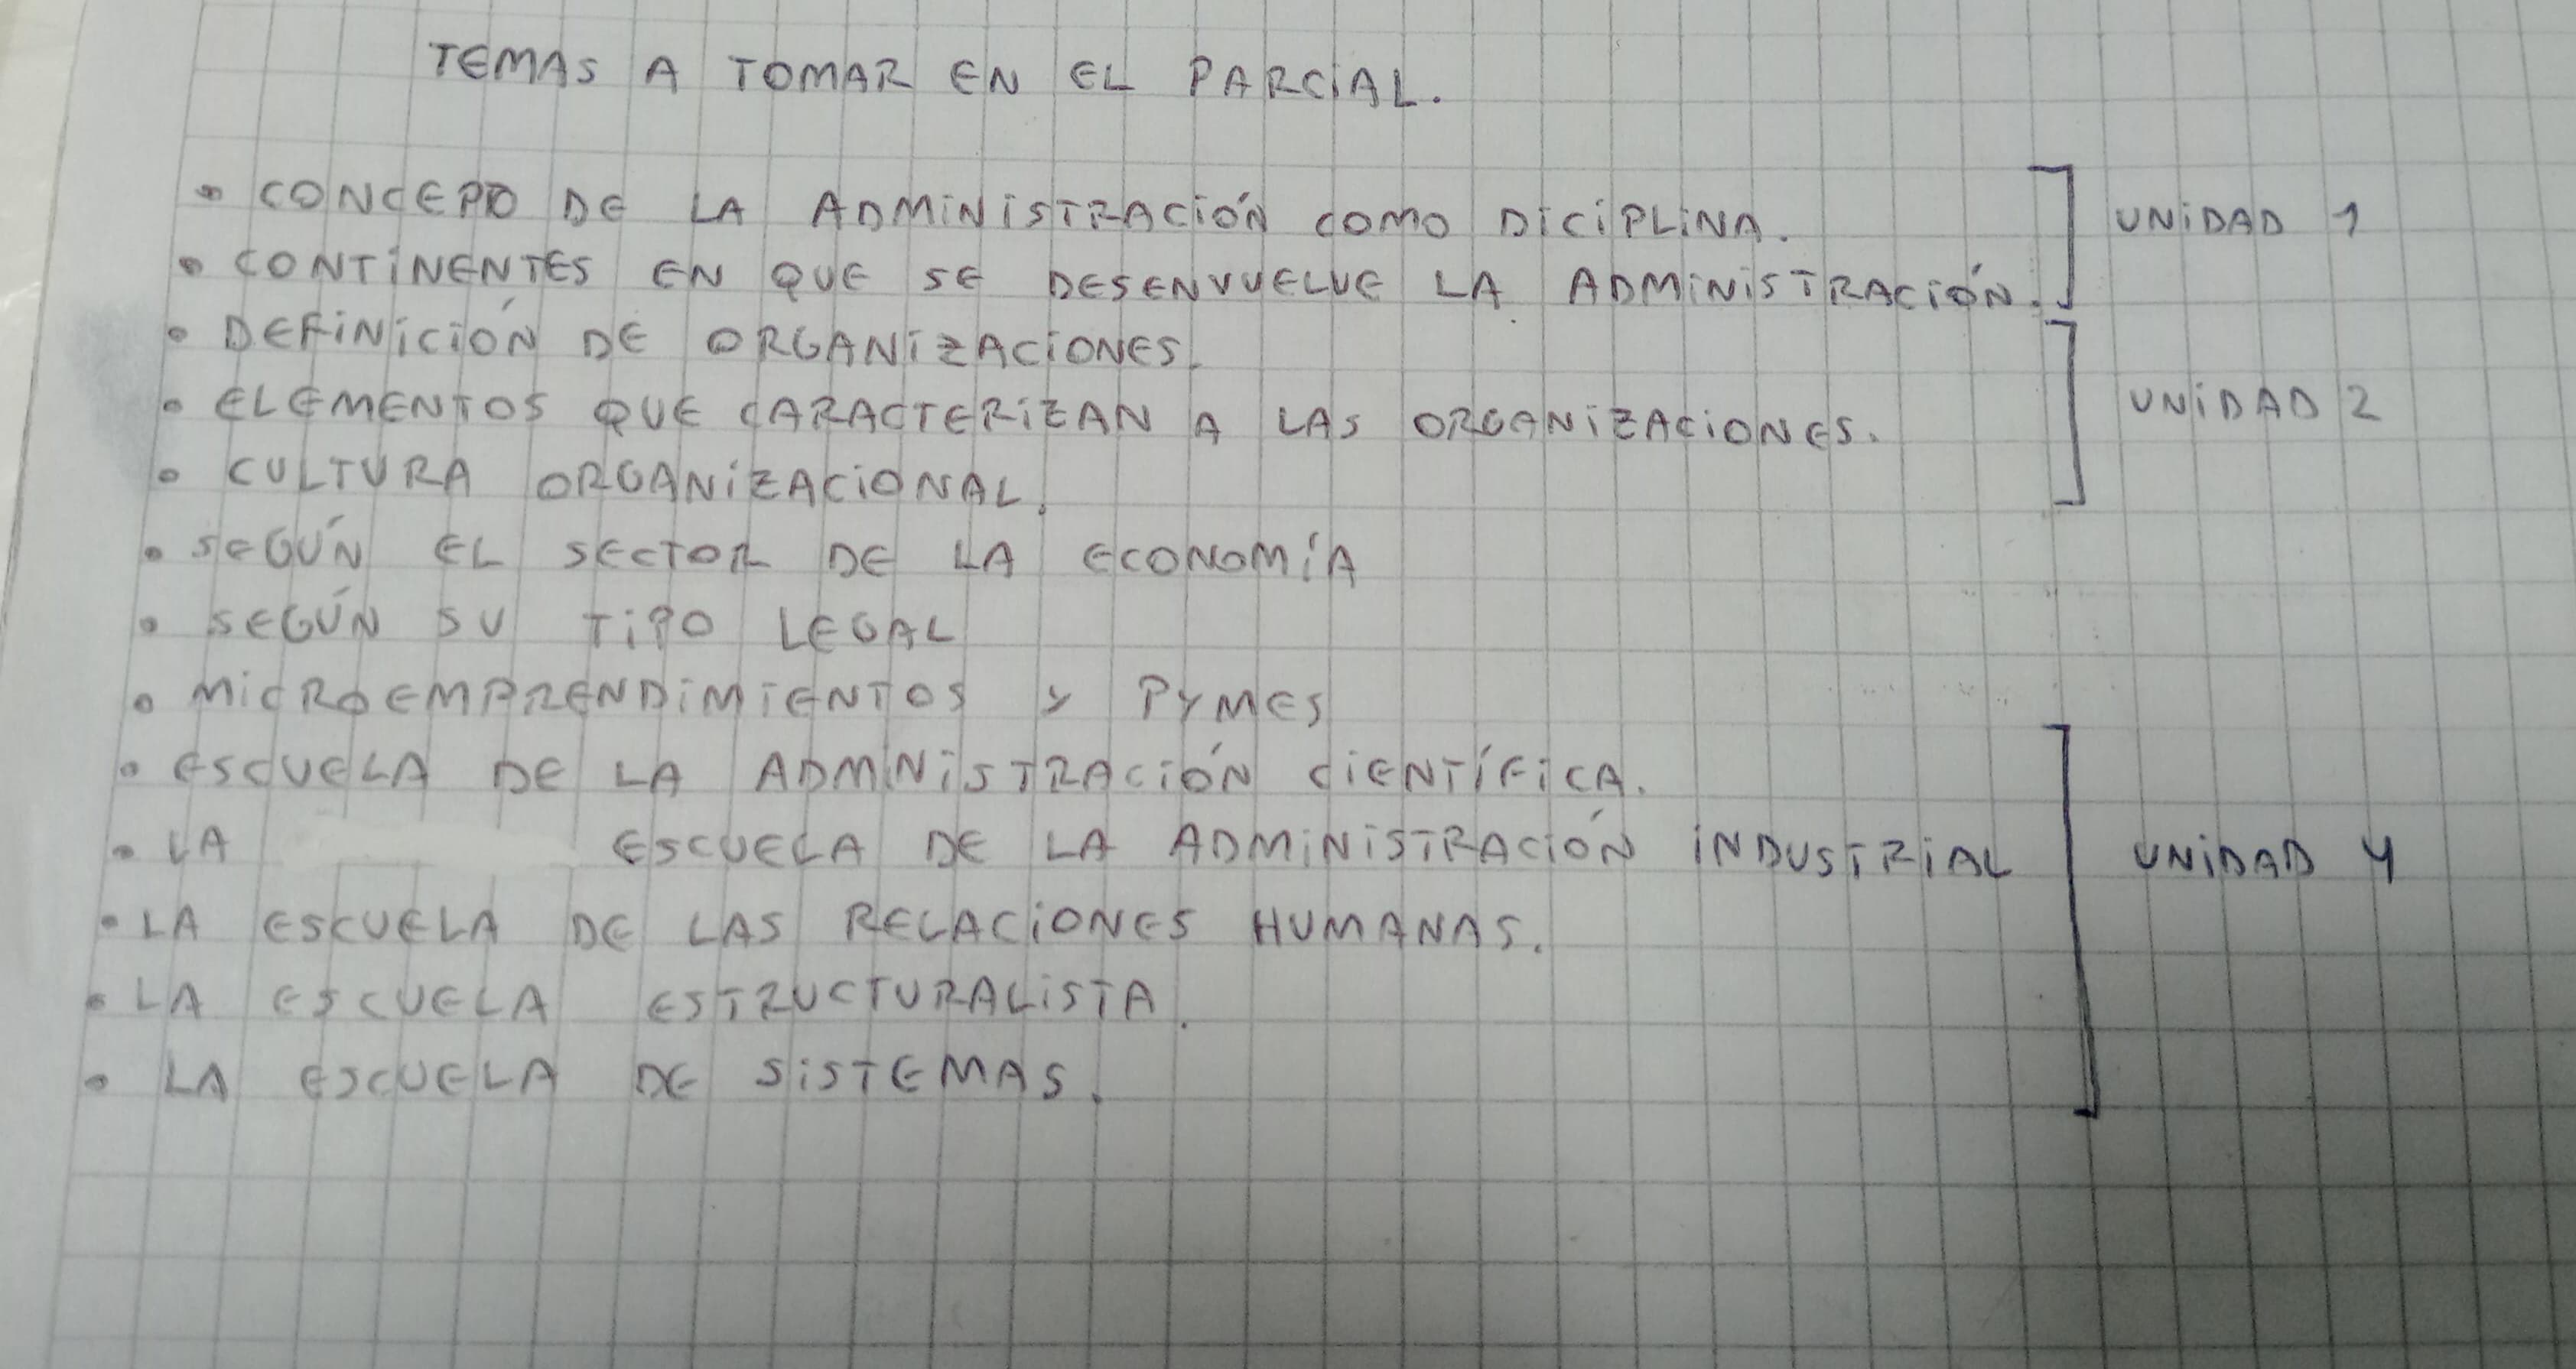 TEMAS A TOMAR EN EL PARCIAL.
• CONCEPTO DE LA ADMINISTRACIÓN COMO DICIPLINA.
• CONTINENTES EN QUE SE DESENVUELVE LA ADMINISTRACIÓN.
UNIDAD 1
• DEFINICIÓN DE ORGANIZACIONES.
• ELEMENTOS QUE CARACTERIZAN A LAS ORGANIZACIONES.
• CULTURA ORGANIZACIONAL.
UNIDAD 2
• SEGÚN EL SECTOR DE LA ECONOMÍA
• SEGÚN SU TIPO LEGAL
• MICROEMPRENDIMIENTOS Y PYMES
• ESCUELA DE LA ADMINISTRACIÓN CIENTÍFICA.
• LA ESCUELA DE LA ADMINISTRACIÓN INDUSTRIAL
• LA ESCUELA DE LAS RELACIONES HUMANAS.
• LA ESCUELA ESTRUCTURALISTA.
• LA ESCUELA DE SISTEMAS.
UNIDAD 4